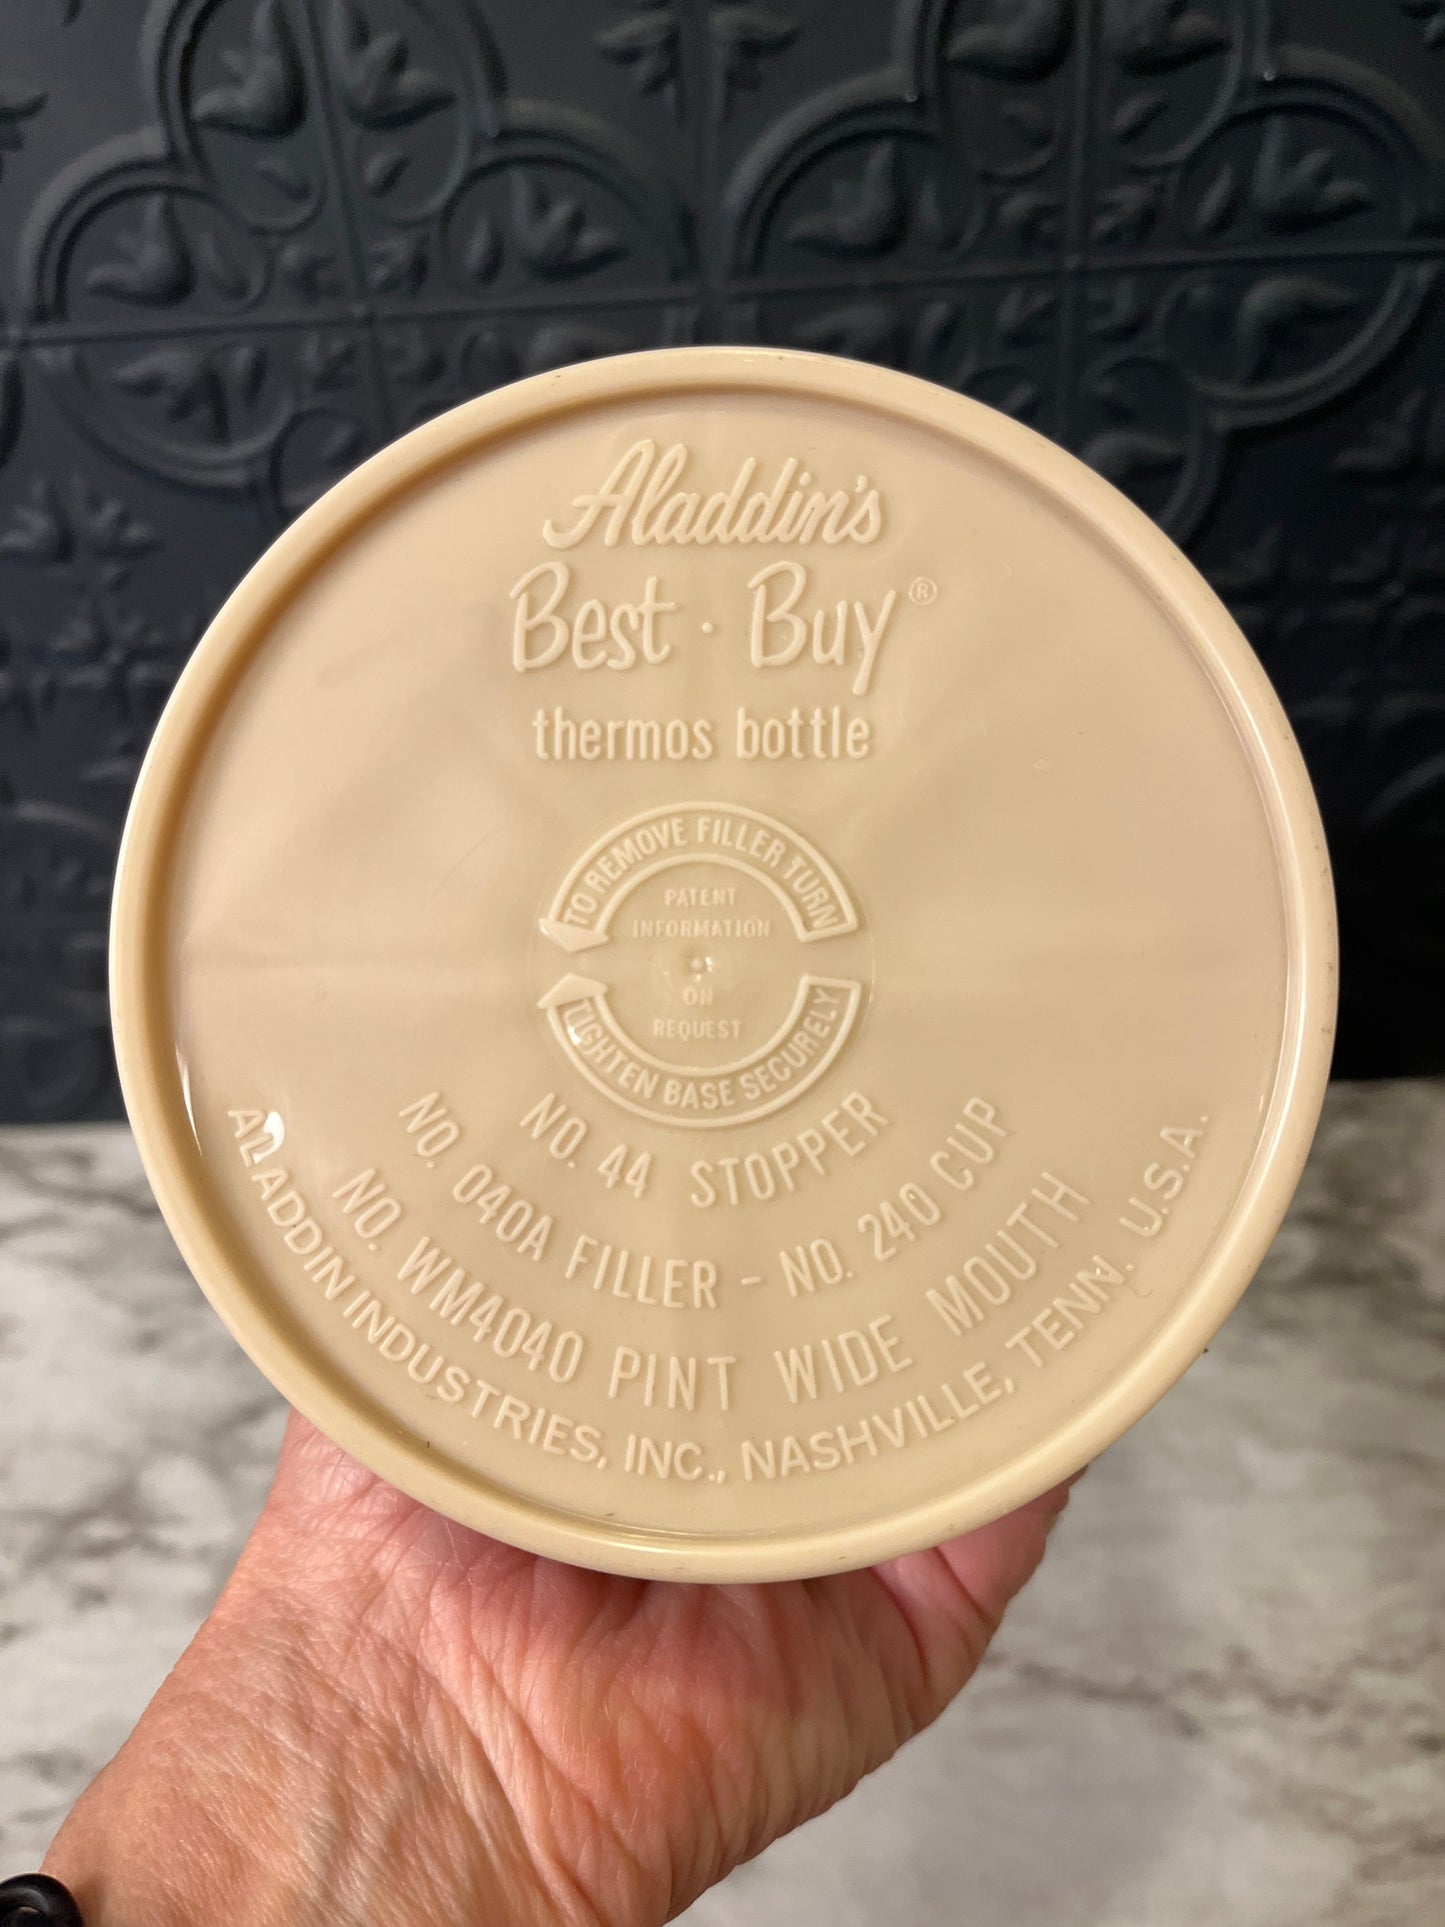 Aladdin's
Best · Buy®
thermos bottle
TO REMOVE FILLER TURN
PATENT
INFORMATION
ON
REQUEST
TIGHTEN BASE SECURELY
NO. 44 STOPPER
NO. 040A FILLER - NO. 240 CUP
NO. WM4040 PINT WIDE MOUTH
ALADDIN INDUSTRIES, INC., NASHVILLE, TENN. U.S.A.